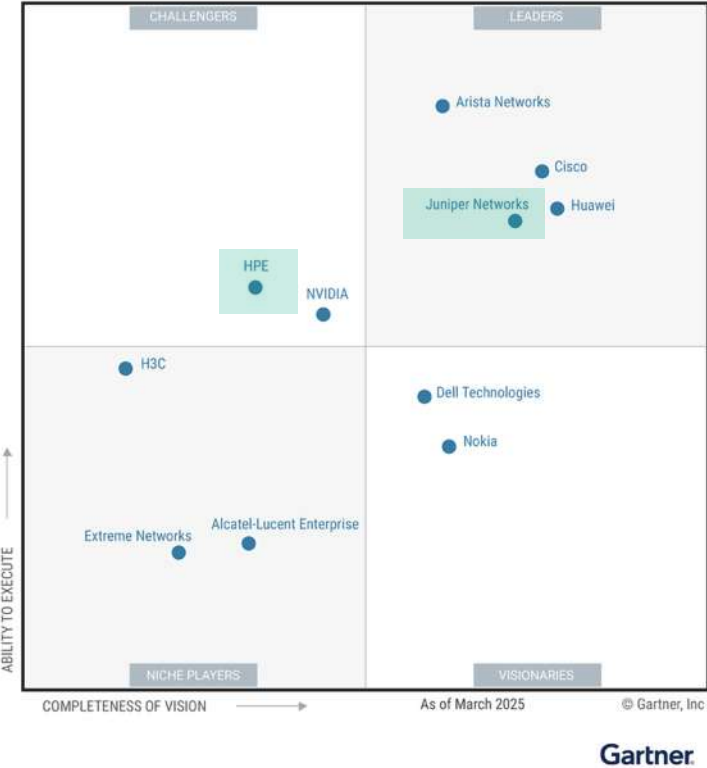 CHALLENGERS
LEADERS
Arista Networks
Cisco
Juniper Networks
Huawei
HPE
NVIDIA
H3C
Dell Technologies
Nokia
Alcatel-Lucent Enterprise
Extreme Networks
ABILITY TO EXECUTE
NICHE PLAYERS
VISIONARIES
COMPLETENESS OF VISION
As of March 2025
© Gartner, Inc
Gartner.